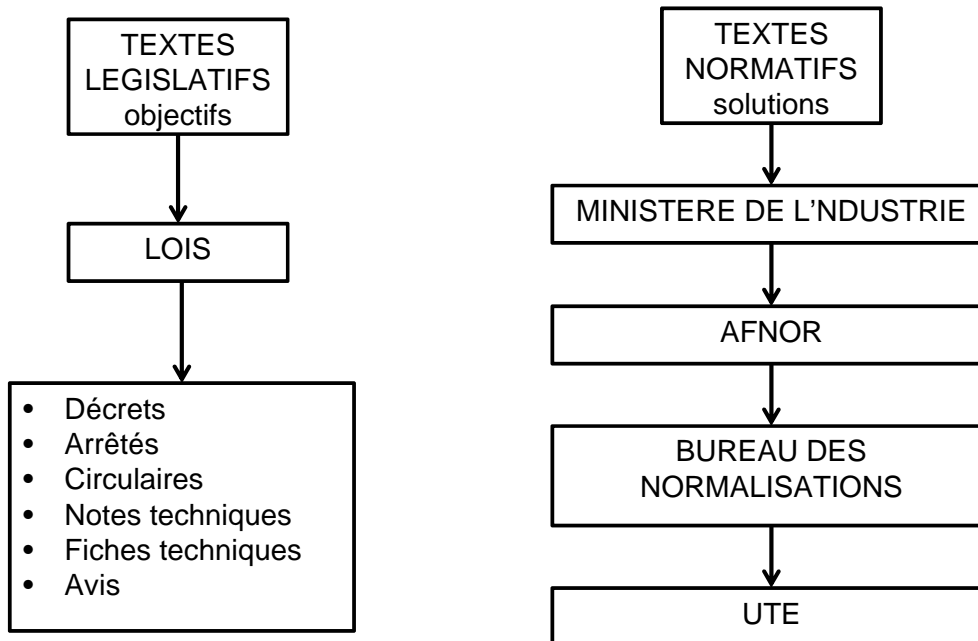 TEXTES
LEGISLATIFS
objectifs
LOIS
• Décrets
• Arrêtés
• Circulaires
• Notes techniques
• Fiches techniques
• Avis
TEXTES
NORMATIFS
solutions
MINISTERE DE L’NDUSTRIE
AFNOR
BUREAU DES
NORMALISATIONS
UTE